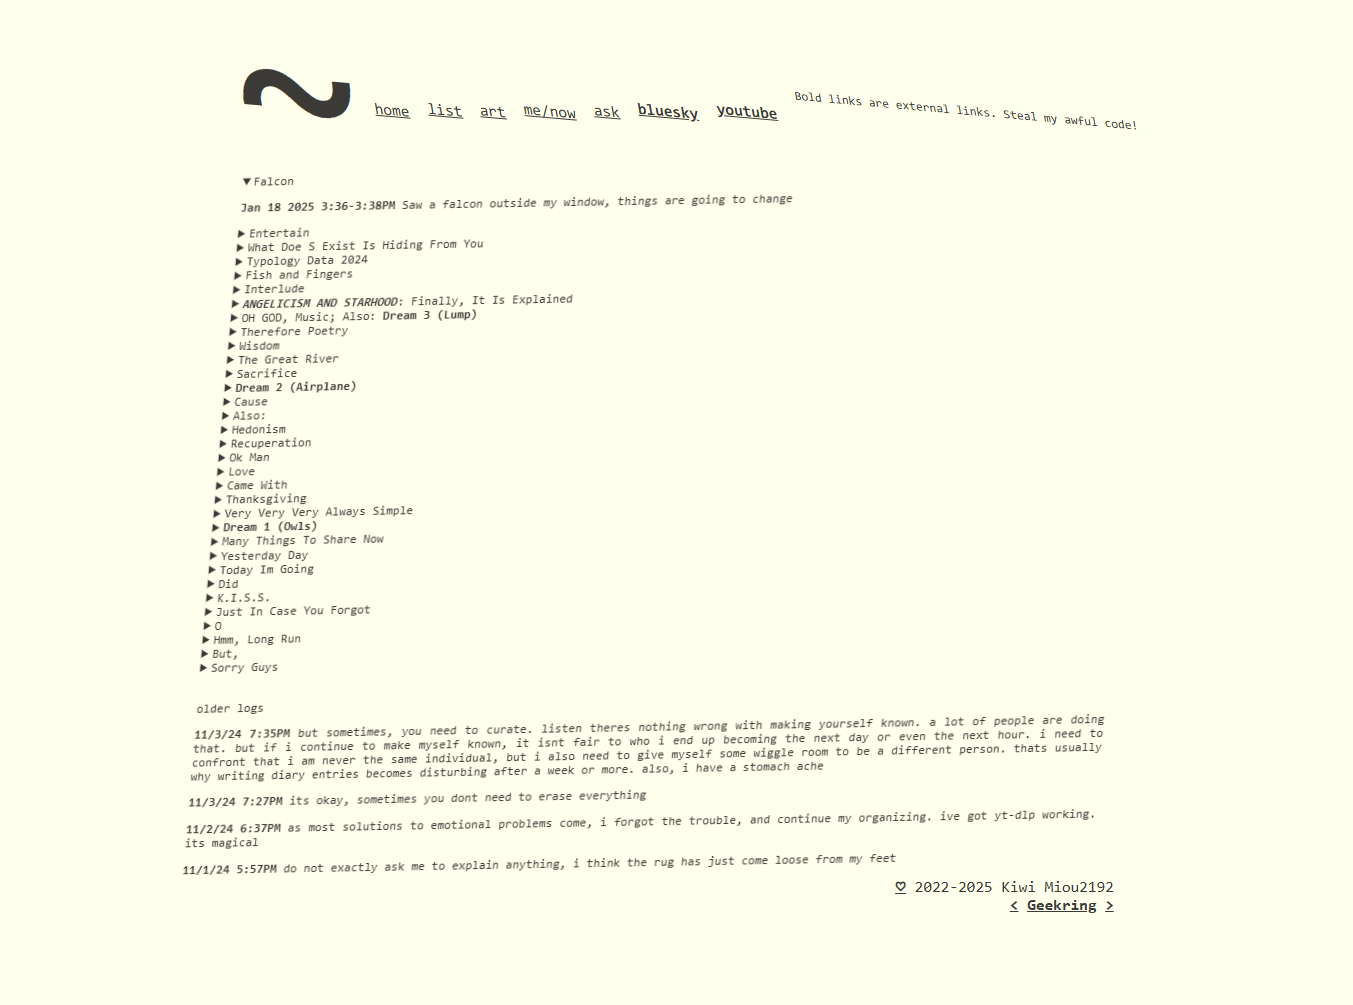 ~
home list art me/now ask bluesky youtube Bold links are external links. Steal my awful code!
▼Falcon
Jan 18 2025 3:36-3:38PM Saw a falcon outside my window, things are going to change
▶Entertain
▶What Doe S Exist Is Hiding From You
▶Typology Data 2024
▶Fish and Fingers
▶Interlude
▶ANGELICISM AND STARHOOD: Finally, It Is Explained
▶OH GOD, Music; Also: Dream 3 (Lump)
▶Therefore Poetry
▶Wisdom
▶The Great River
▶Sacrifice
▶Dream 2 (Airplane)
▶Cause
▶Also:
▶Hedonism
▶Recuperation
▶Ok Man
▶Love
▶Came With
▶Thanksgiving
▶Very Very Very Always Simple
▶Dream 1 (Owls)
▶Many Things To Share Now
▶Yesterday Day
▶Today Im Going
▶Did
▶K.I.S.S.
▶Just In Case You Forgot
▶O
▶Hmm, Long Run
▶But,
▶Sorry Guys
older logs
11/3/24 7:35PM but sometimes, you need to curate. listen theres nothing wrong with making yourself known. a lot of people are doing
that. but if i continue to make myself known, it isnt fair to who i end up becoming the next day or even the next hour. i need to
confront that i am never the same individual, but i also need to give myself some wiggle room to be a different person. thats usually
why writing diary entries becomes disturbing after a week or more. also, i have a stomach ache
11/3/24 7:27PM its okay, sometimes you dont need to erase everything
11/2/24 6:37PM as most solutions to emotional problems come, i forgot the trouble, and continue my organizing. ive got yt-dlp working.
its magical
11/1/24 5:57PM do not exactly ask me to explain anything, i think the rug has just come loose from my feet
♡ 2022-2025 Kiwi Miou2192
< Geekring >